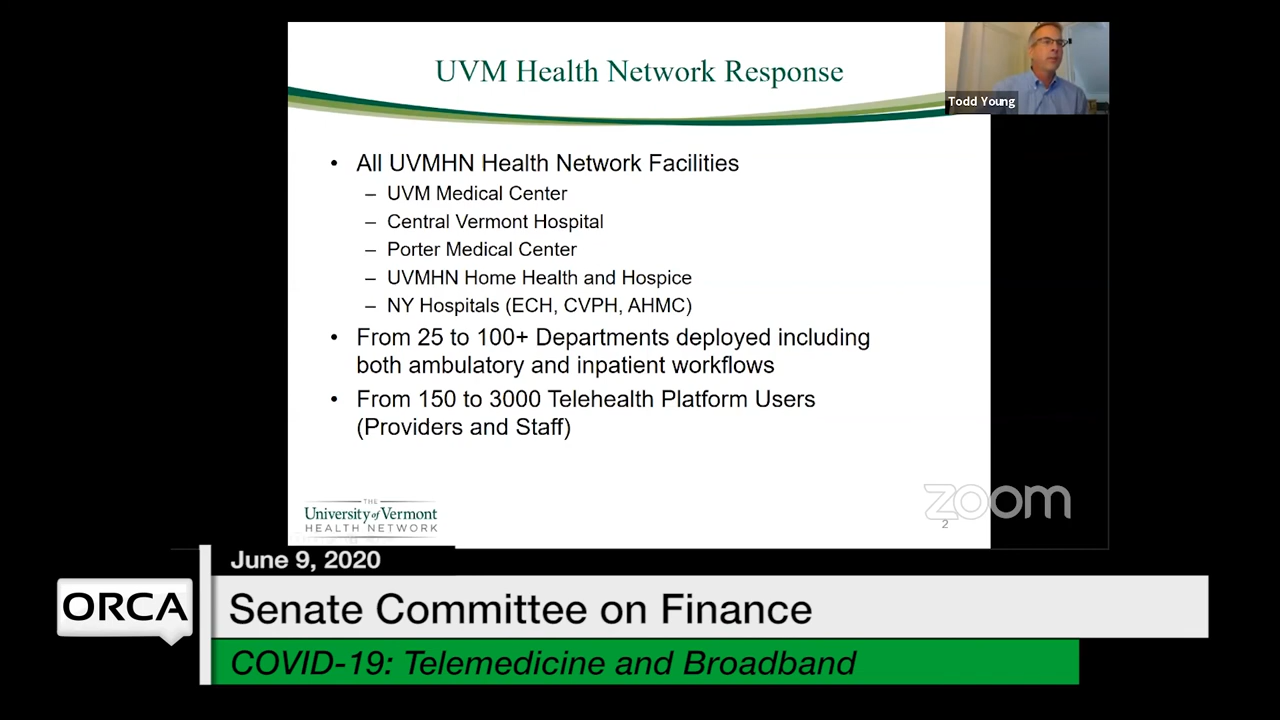 UVM Health Network Response
Todd Young
• All UVMHN Health Network Facilities
– UVM Medical Center
– Central Vermont Hospital
– Porter Medical Center
– UVMHN Home Health and Hospice
– NY Hospitals (ECH, CVPH, AHMC)
• From 25 to 100+ Departments deployed including
both ambulatory and inpatient workflows
• From 150 to 3000 Telehealth Platform Users
(Providers and Staff)
THE
University of Vermont
HEALTH NETWORK
zoom
2
June 9, 2020
ORCA
Senate Committee on Finance
COVID-19: Telemedicine and Broadband